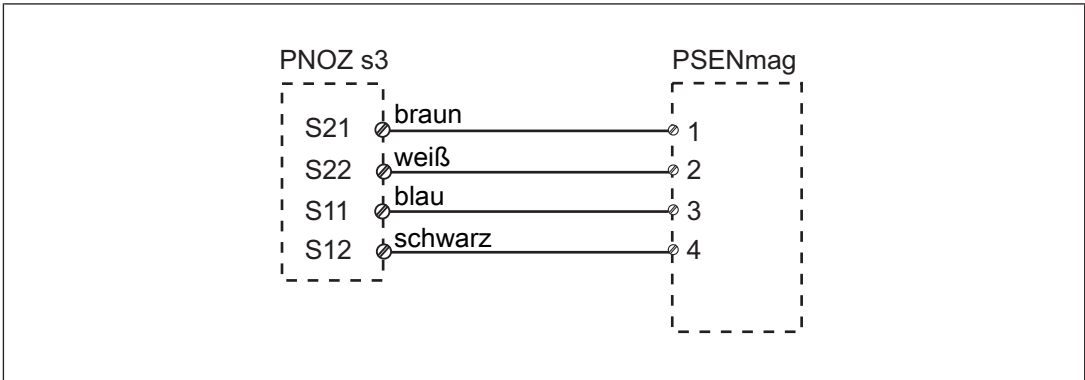 PNOZ s3 PSENmag
S21 braun 1
S22 weiß 2
S11 blau 3
S12 schwarz 4